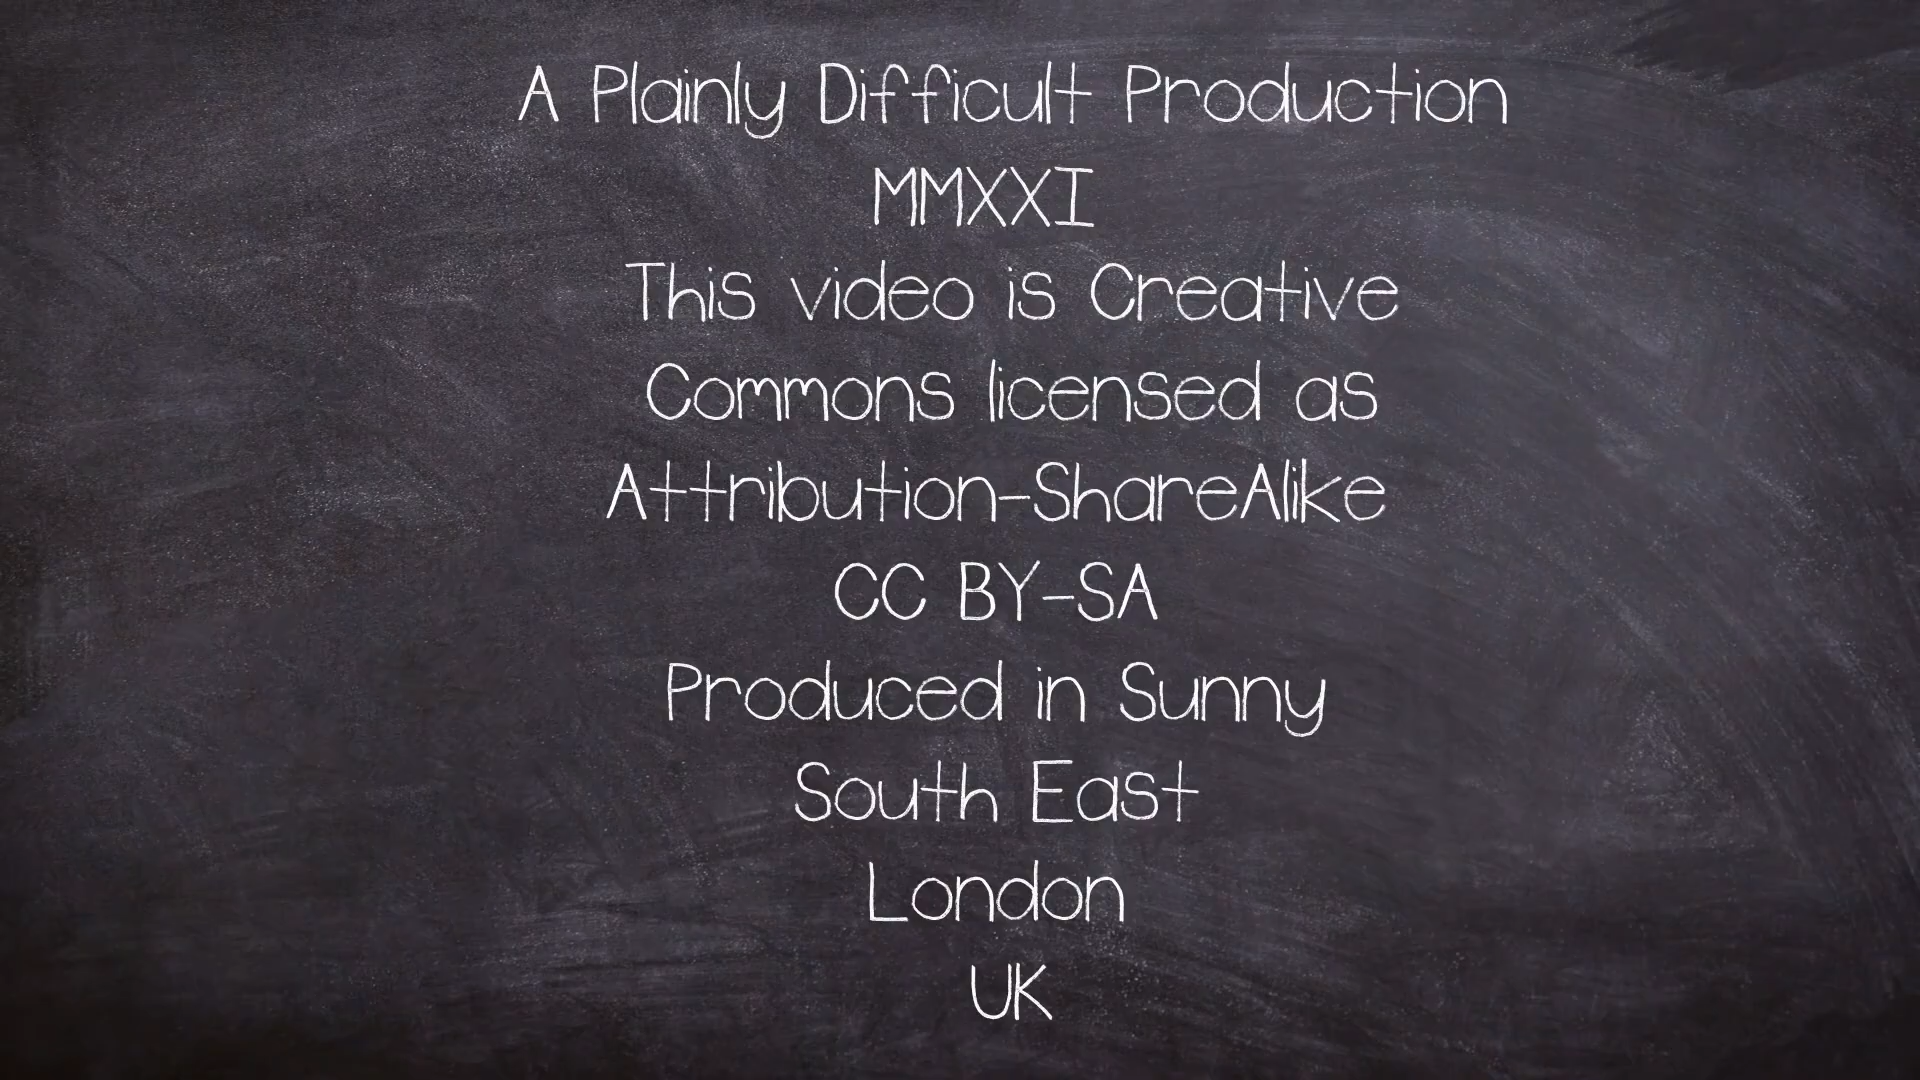 A Plainly Difficult Production
MMXXI
This video is Creative
Commons licensed as
Attribution-ShareAlike
CC BY-SA
Produced in Sunny
South East
London
UK